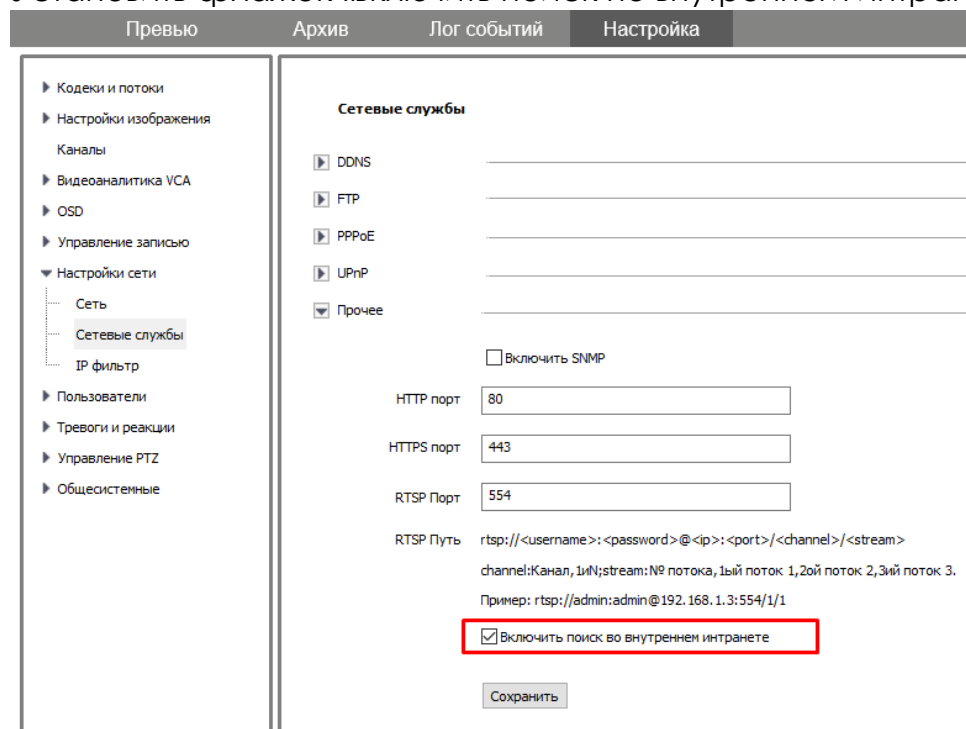 Превью Архив Лог событий Настройка
Кодеки и потоки
Настройки изображения
Каналы
Видеоаналитика VCA
OSD
Управление записью
Настройки сети
Сеть
Сетевые службы
IP фильтр
Пользователи
Тревоги и реакции
Управление PTZ
Общесистемные
Сетевые службы
DDNS
FTP
PPPoE
UPnP
Прочее
Включить SNMP
HTTP порт 80
HTTPS порт 443
RTSP Порт 554
RTSP Путь rtsp://<username>:<password>@<ip>:<port>/<channel>/<stream>
channel:Канал,1иN;stream:№ потока,1ый поток 1,2ой поток 2,3ий поток 3.
Пример: rtsp://admin:admin@192.168.1.3:554/1/1
Включить поиск во внутреннем интранете
Сохранить